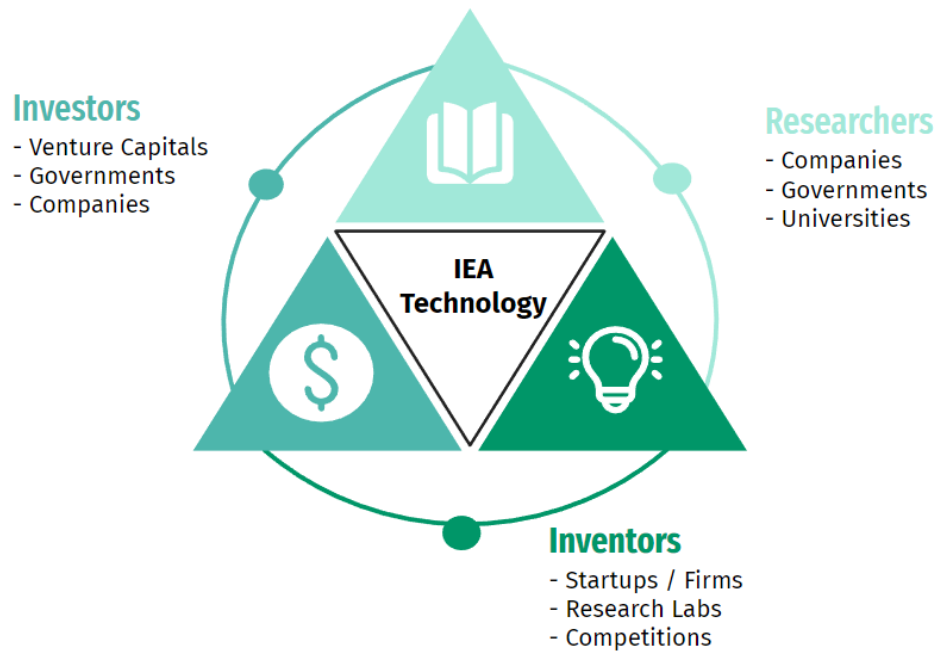 Investors
- Venture Capitals
- Governments
- Companies
Researchers
- Companies
- Governments
- Universities
IEA
Technology
$
Inventors
- Startups / Firms
- Research Labs
- Competitions